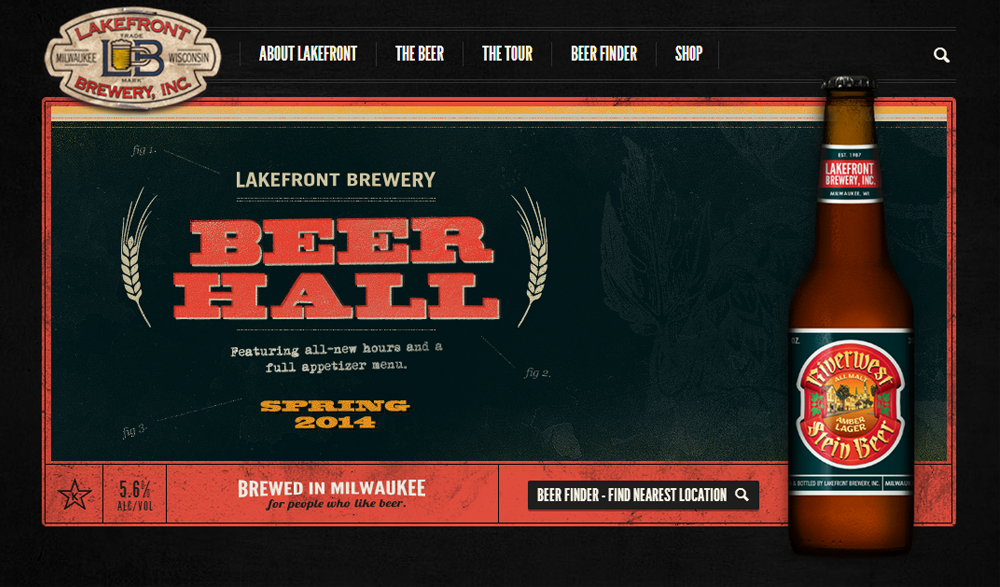 LAKEFRONT
TRADE
MILWAUKEE LB WISCONSIN
MARK
BREWERY, INC.
ABOUT LAKEFRONT
THE BEER
THE TOUR
BEER FINDER
SHOP
fig 1.
LAKEFRONT BREWERY
BEER
HALL
Featuring all-new hours and a
full appetizer menu.
fig 2.
SPRING
2014
fig 3.
EST. 1987
LAKEFRONT
BREWERY, INC.
MILWAUKEE, WI
Riverwest
ALL MALT
AMBER
LAGER
Stein Beer
& BOTTLED BY LAKEFRONT BREWERY, INC.
K
5.6%
ALC/VOL
BREWED IN MILWAUKEE
for people who like beer.
BEER FINDER - FIND NEAREST LOCATION